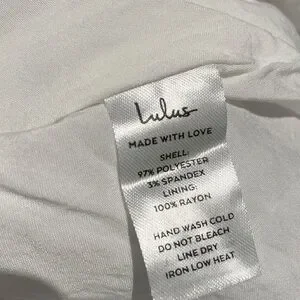 Lulus
MADE WITH LOVE
SHELL:
97% POLYESTER
3% SPANDEX
LINING:
100% RAYON
HAND WASH COLD
DO NOT BLEACH
LINE DRY
IRON LOW HEAT